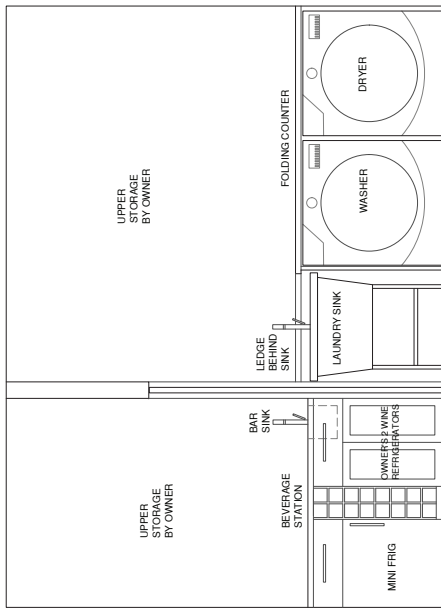 UPPER
STORAGE
BY OWNER
UPPER
STORAGE
BY OWNER
BEVERAGE
STATION
BAR
SINK
LEDGE
BEHIND
SINK
FOLDING COUNTER
MINI FRIG
OWNER'S 2 WINE
REFRIGERATORS
LAUNDRY SINK
WASHER
DRYER